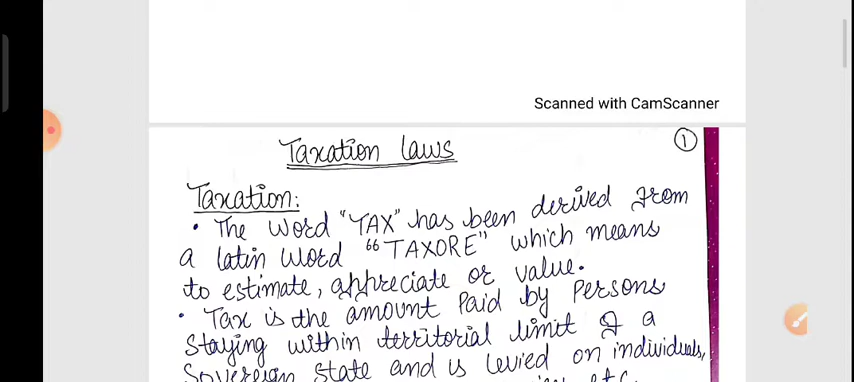 Scanned with CamScanner
1
Taxation Laws
Taxation:
• The word "TAX" has been derived from
a latin word "TAXORE" which means
to estimate, appreciate or value.
• Tax is the amount Paid by Persons
staying within territorial limit of a
Sovereign state and is levied on individuals,
etc.